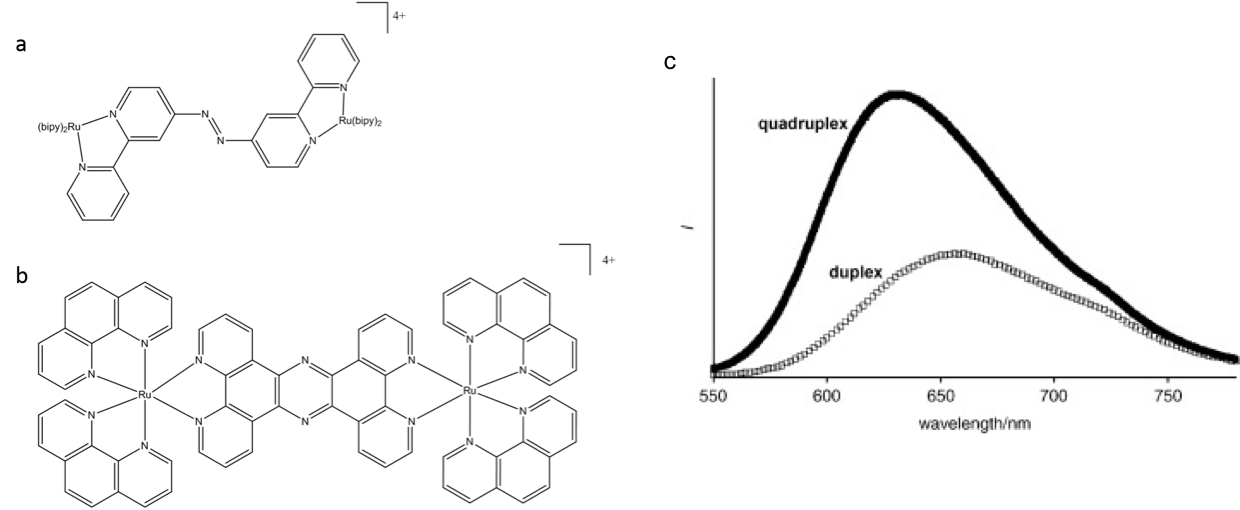 a
4+
(bipy)2Ru
N
N
N
N
N
N
Ru(bipy)2
b
4+
N
N
N
N
Ru
N
N
N
N
N
N
Ru
N
N
N
N
c
quadruplex
duplex
I
550 600 650 700 750
wavelength/nm